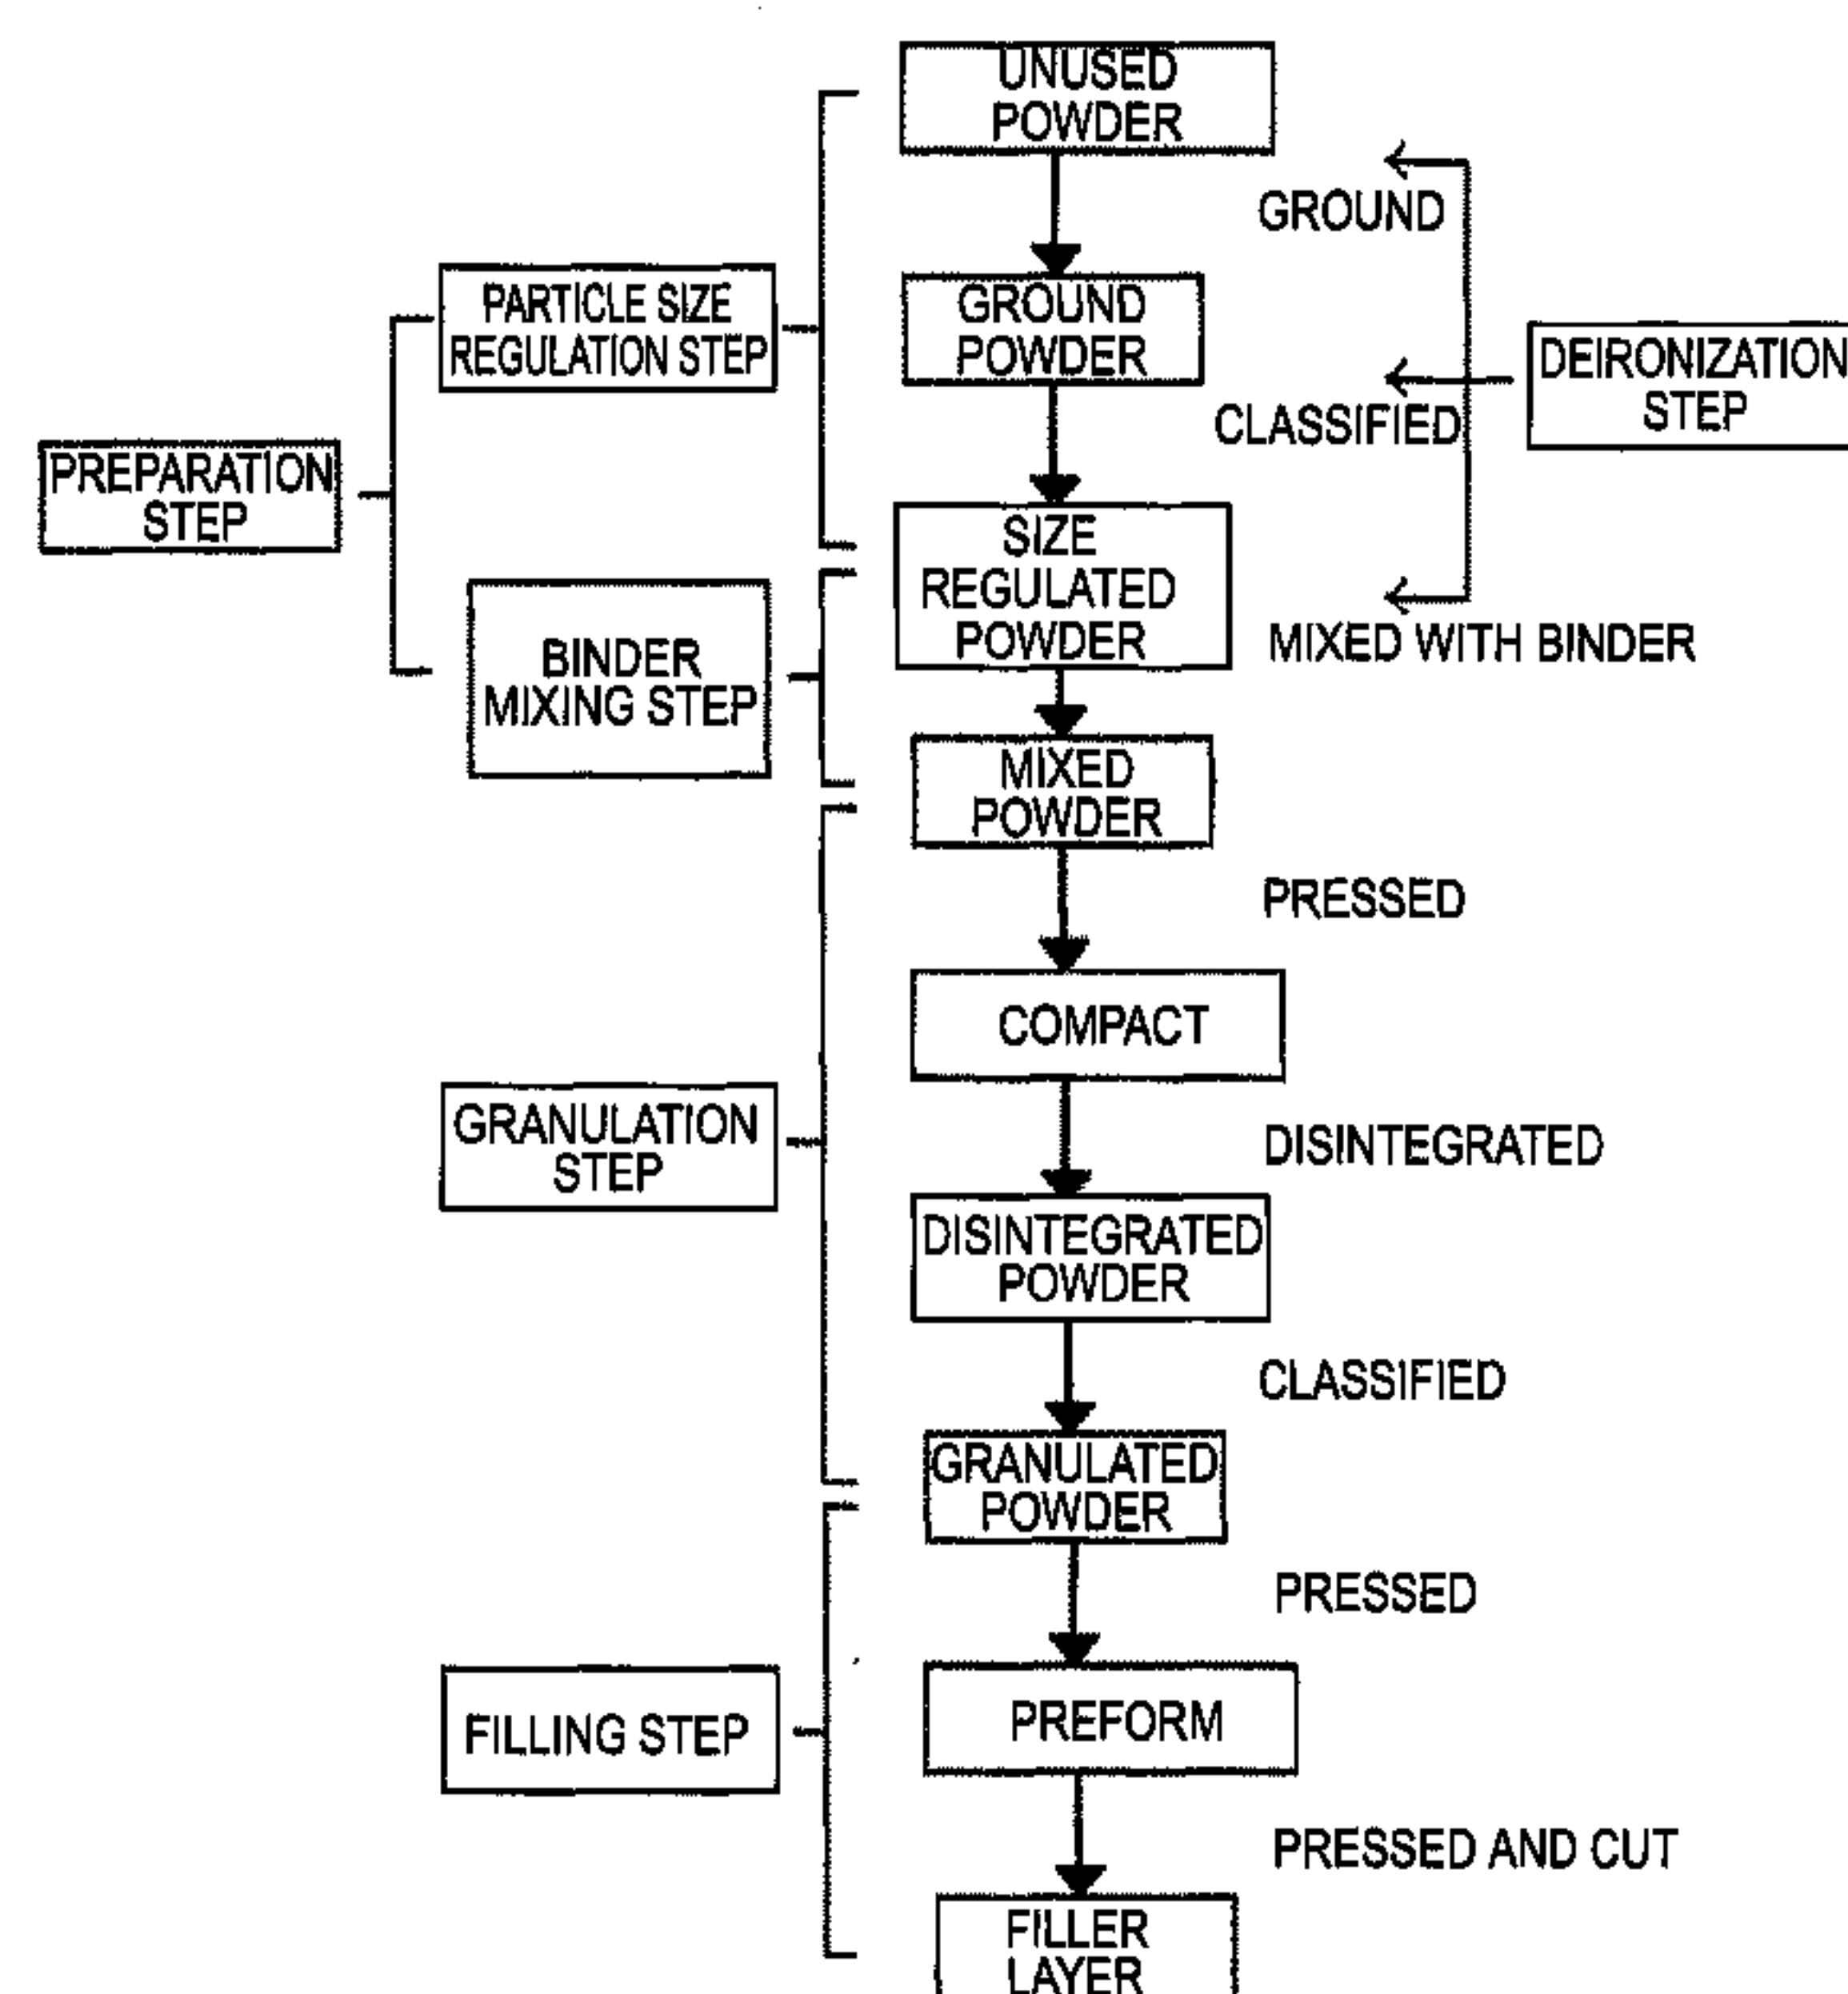 UNUSED
POWDER
GROUND
PARTICLE SIZE
REGULATION STEP
GROUND
POWDER
DEIRONIZATION
STEP
CLASSIFIED
PREPARATION
STEP
SIZE
REGULATED
POWDER
MIXED WITH BINDER
BINDER
MIXING STEP
MIXED
POWDER
PRESSED
COMPACT
GRANULATION
STEP
DISINTEGRATED
DISINTEGRATED
POWDER
CLASSIFIED
GRANULATED
POWDER
PRESSED
FILLING STEP
PREFORM
PRESSED AND CUT
FILLER
LAYER